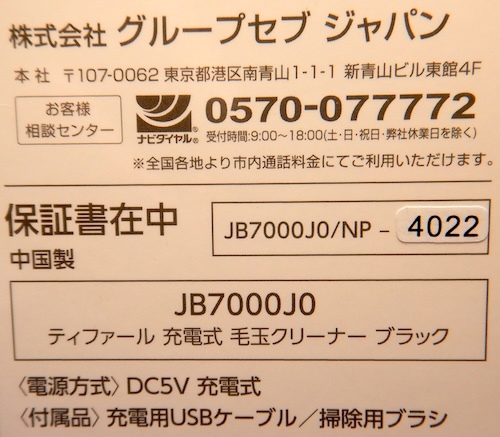 株式会社 グループセブ ジャパン
本社 〒107-0062 東京都港区南青山1-1-1 新青山ビル東館4F
お客様
相談センター
ナビダイヤル®
0570-077772
受付時間:9:00〜18:00(土・日・祝日・弊社休業日を除く)
※全国各地より市内通話料金にてご利用いただけます。
保証書在中
中国製
JB7000J0/NP - 4022
JB7000J0
ティファール 充電式 毛玉クリーナー ブラック
〈電源方式〉DC5V 充電式
〈付属品〉充電用USBケーブル/掃除用ブラシ